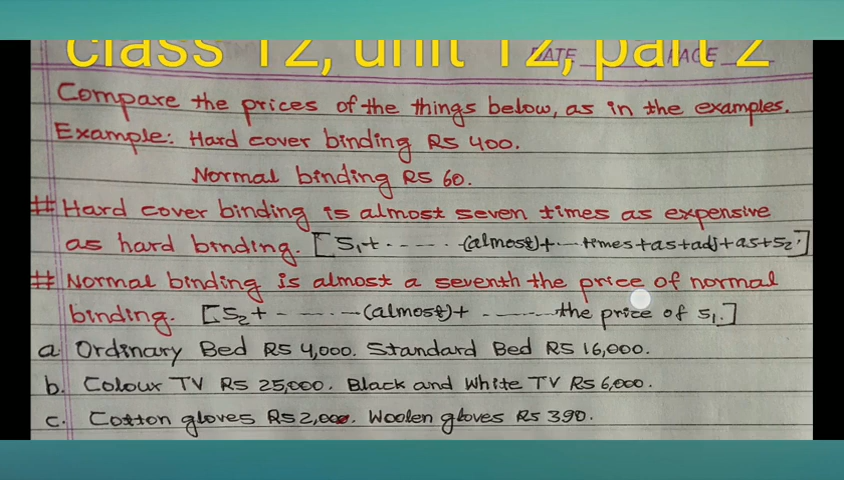 class 12, unit 12, part 2
DATE PAGE
Compare the prices of the things below, as in the examples.
Example: Hard cover binding Rs 400.
Normal binding Rs 60.
# Hard cover binding is almost seven times as expensive
as hard binding. [S1+ ....... (almost)+ ... times+as+adj+as+S2.]
# Normal binding is almost a seventh the price of normal
binding. [S2+ - - - - - - (almost)+ ......... the price of S1.]
a. Ordinary Bed Rs 4,000. Standard Bed Rs 16,000.
b. Colour TV Rs 25,000. Black and White TV Rs 6,000.
c. Cotton gloves Rs 2,000. Woolen gloves Rs 390.